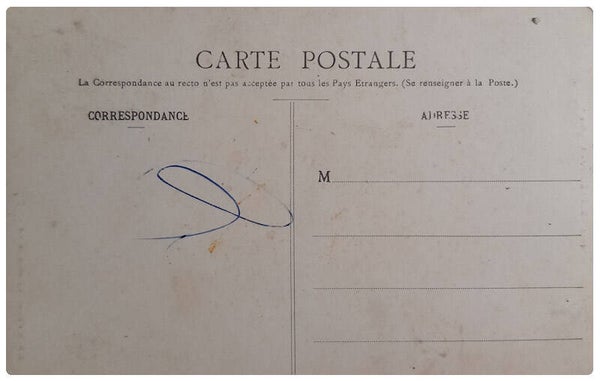 CARTE POSTALE
La Correspondance au recto n'est pas acceptée par tous les Pays Etrangers. (Se renseigner à la Poste.)
CORRESPONDANCE
ADRESSE
M